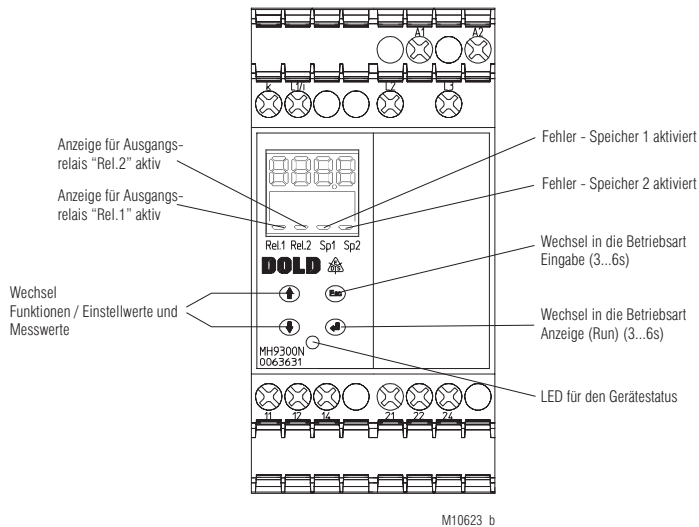 A1 A2
k L1/i L2 L3
Anzeige für Ausgangs-
relais “Rel.2” aktiv
Anzeige für Ausgangs-
relais “Rel.1” aktiv
Fehler - Speicher 1 aktiviert
Fehler - Speicher 2 aktiviert
8888
Rel.1 Rel.2 Sp1 Sp2
DOLD
Esc
Wechsel in die Betriebsart
Eingabe (3...6s)
Wechsel
Funktionen / Einstellwerte und
Messwerte
Wechsel in die Betriebsart
Anzeige (Run) (3...6s)
MH9300N
0063631
LED für den Gerätestatus
11 12 14 21 22 24
M10623_b